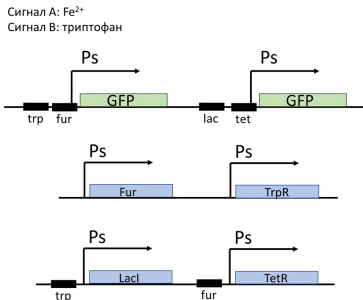 Сигнал А: Fe²⁺
Сигнал В: триптофан
Ps Ps
GFP GFP
trp fur lac tet
Ps Ps
Fur TrpR
Ps Ps
LacI TetR
trp fur